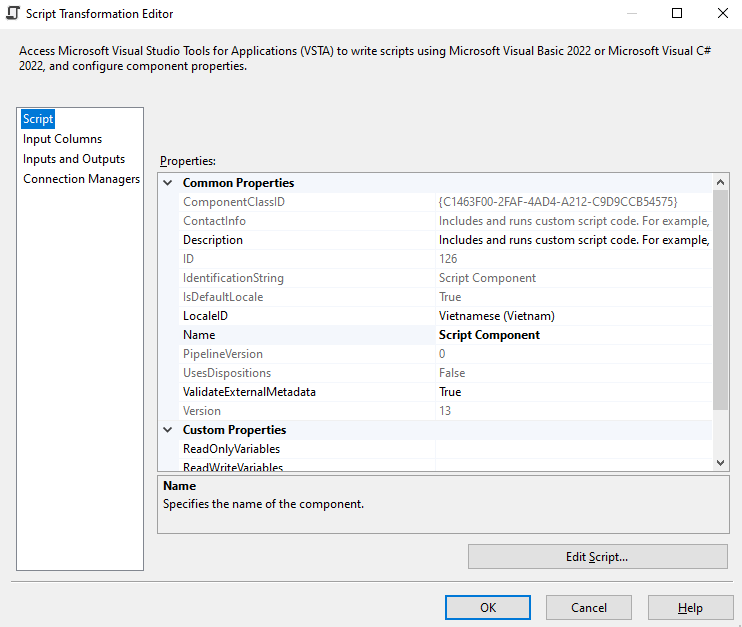 Script Transformation Editor
Access Microsoft Visual Studio Tools for Applications (VSTA) to write scripts using Microsoft Visual Basic 2022 or Microsoft Visual C#
2022, and configure component properties.
Script
Input Columns
Inputs and Outputs
Connection Managers
Properties:
Common Properties
ComponentClassID {C1463F00-2FAF-4AD4-A212-C9D9CCB54575}
ContactInfo Includes and runs custom script code. For example,
Description Includes and runs custom script code. For example,
ID 126
IdentificationString Script Component
IsDefaultLocale True
LocaleID Vietnamese (Vietnam)
Name Script Component
PipelineVersion 0
UsesDispositions False
ValidateExternalMetadata True
Version 13
Custom Properties
ReadOnlyVariables
ReadWriteVariables
Name
Specifies the name of the component.
Edit Script...
OK Cancel Help